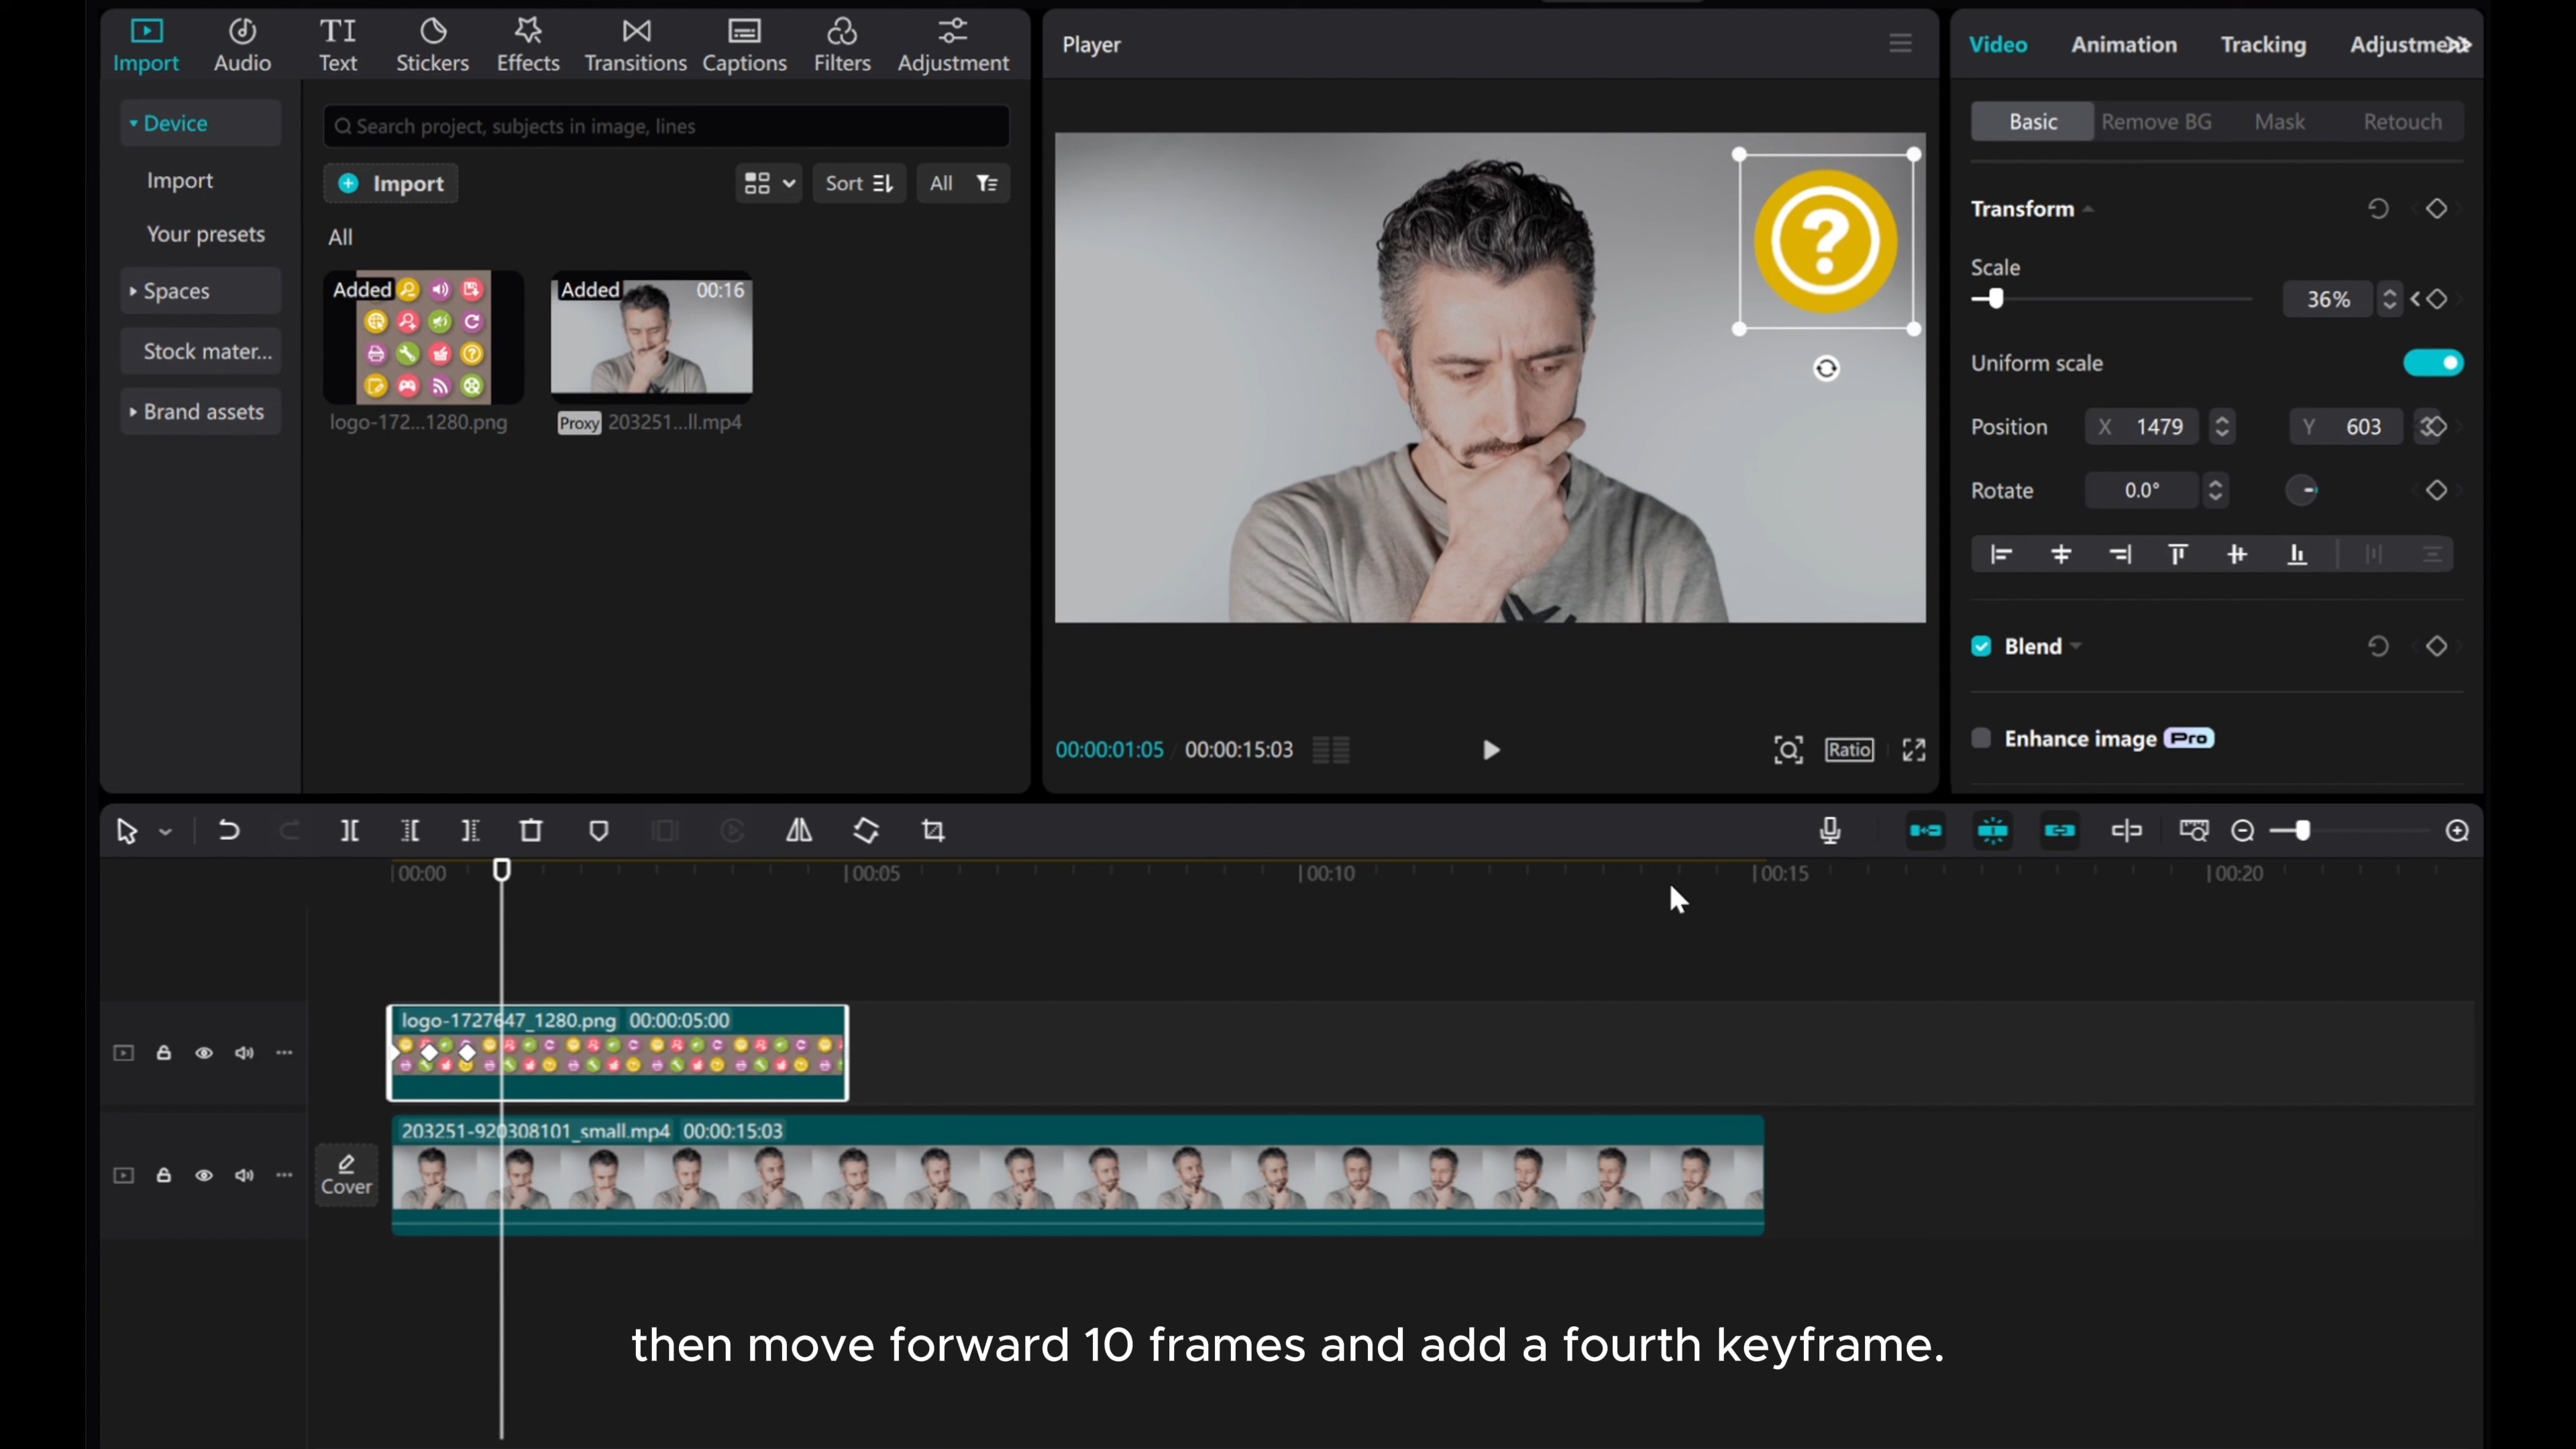 Import
Audio
TI
Text
Stickers
Effects
Transitions
Captions
Filters
Adjustment
Device
Import
Your presets
Spaces
Stock mater...
Brand assets
Search project, subjects in image, lines
Import
Sort
All
All
Added
logo-172...1280.png
Added
00:16
Proxy
203251...ll.mp4
Player
?
00:00:01:05
00:00:15:03
Ratio
Video
Animation
Tracking
Adjustment
Basic
Remove BG
Mask
Retouch
Transform
Scale
36%
Uniform scale
Position
X 1479
Y 603
Rotate
0.0°
Blend
Enhance image
Pro
00:00
00:05
00:10
00:15
00:20
logo-1727647_1280.png 00:00:05:00
Cover
203251-920308101_small.mp4 00:00:15:03
then move forward 10 frames and add a fourth keyframe.